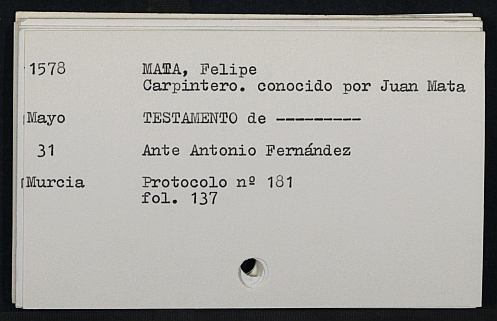 1578 MATA, Felipe
Carpintero. conocido por Juan Mata
Mayo TESTAMENTO de ---------
31 Ante Antonio Fernández
Murcia Protocolo nº 181
fol. 137